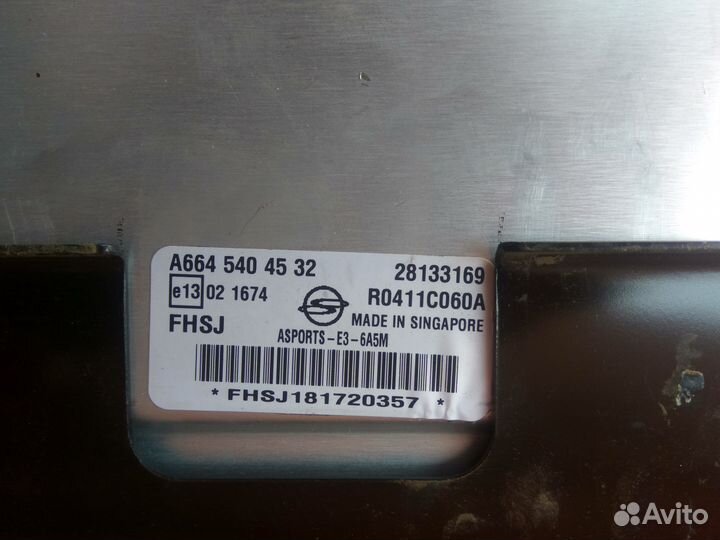 A664 540 45 32 28133169
e13 02 1674 R0411C060A
FHSJ MADE IN SINGAPORE
ASPORTS-E3-6A5M
* FHSJ181720357 *
Avito